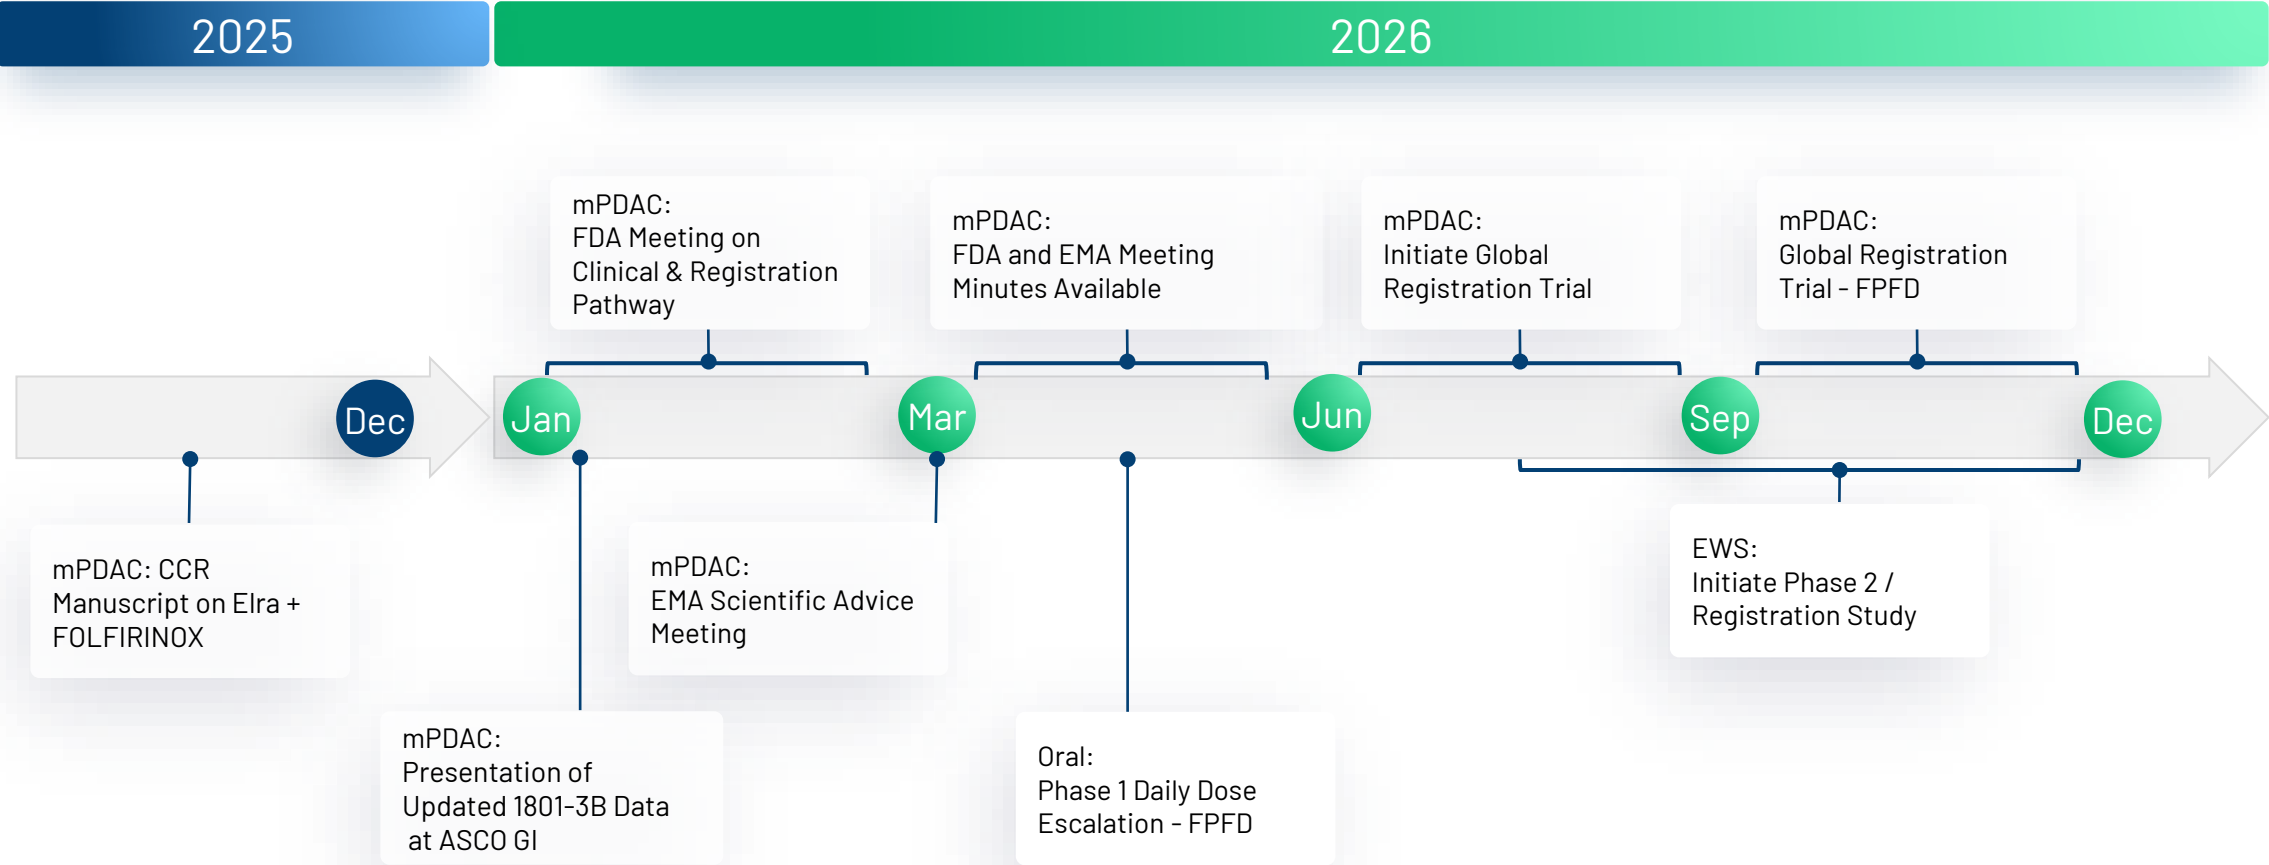 2025
2026
mPDAC:
FDA Meeting on
Clinical & Registration
Pathway
mPDAC:
FDA and EMA Meeting
Minutes Available
mPDAC:
Initiate Global
Registration Trial
mPDAC:
Global Registration
Trial - FPFD
Dec
Jan
Mar
Jun
Sep
Dec
mPDAC: CCR
Manuscript on Elra +
FOLFIRINOX
mPDAC:
EMA Scientific Advice
Meeting
EWS:
Initiate Phase 2 /
Registration Study
mPDAC:
Presentation of
Updated 1801-3B Data
at ASCO GI
Oral:
Phase 1 Daily Dose
Escalation - FPFD